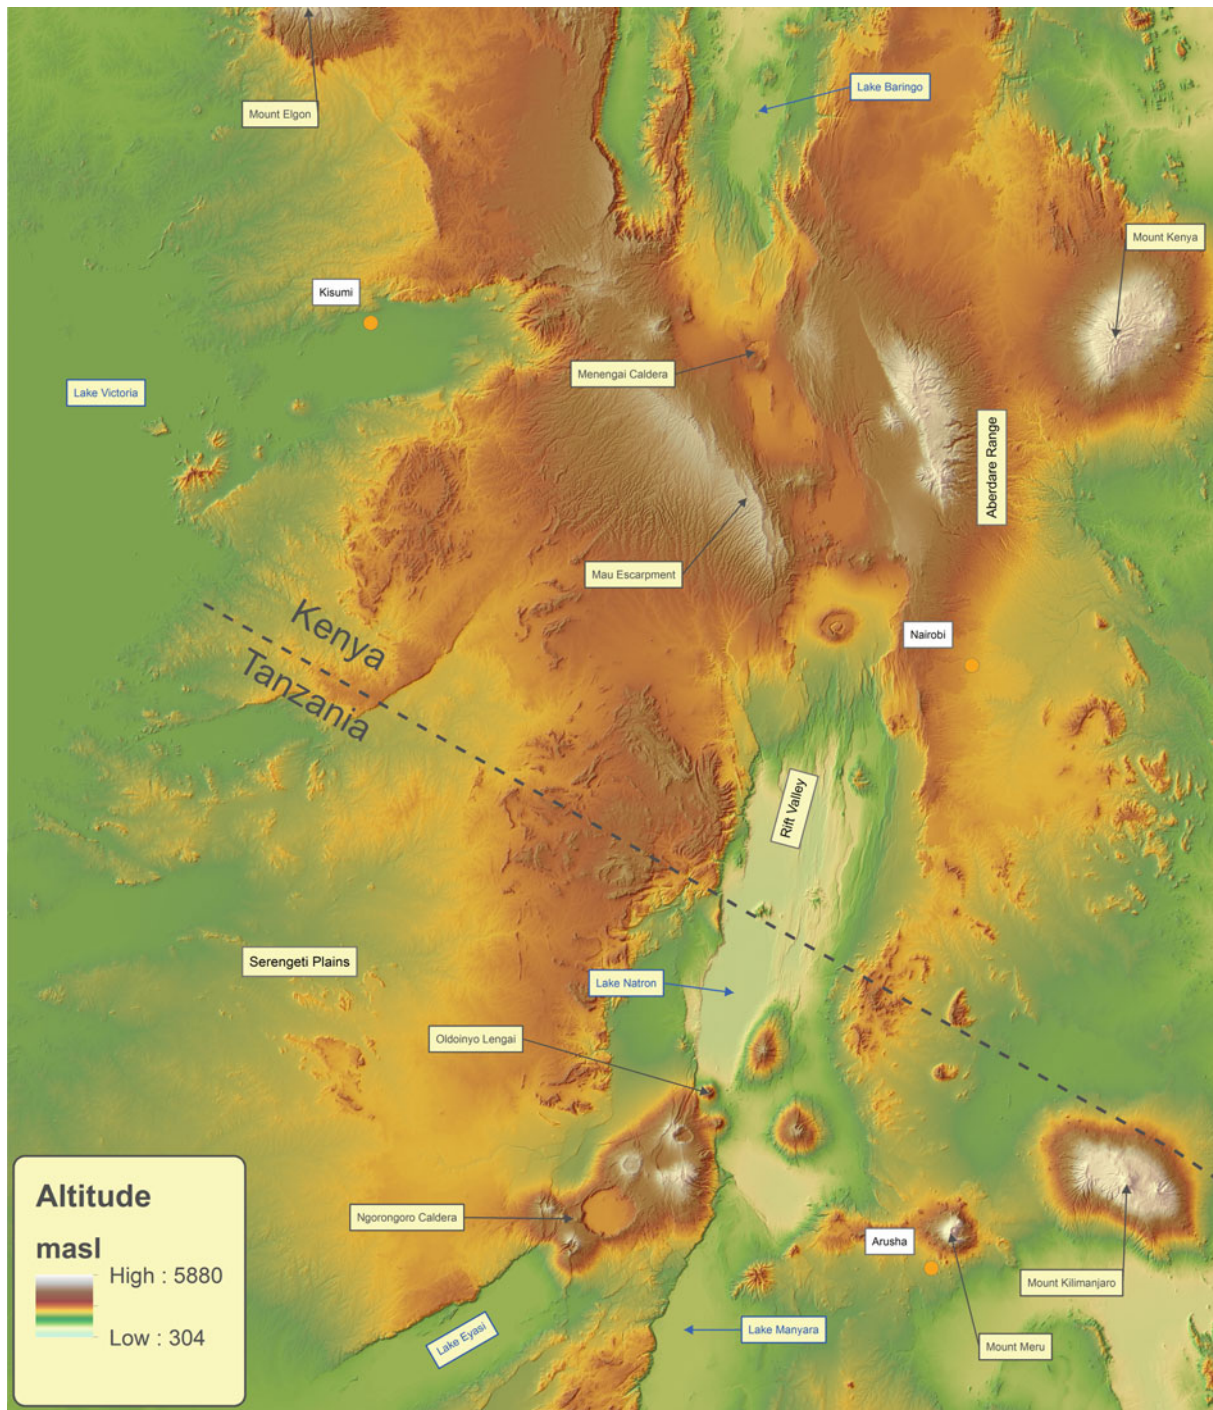 Lake Baringo
Mount Elgon
Mount Kenya
Kisumi
Menengai Caldera
Lake Victoria
Aberdare Range
Mau Escarpment
Kenya
Nairobi
Tanzania
Rift Valley
Serengeti Plains
Lake Natron
Oldoinyo Lengai
Altitude
masl
High : 5880
Low : 304
Ngorongoro Caldera
Arusha
Mount Kilimanjaro
Lake Eyasi
Lake Manyara
Mount Meru